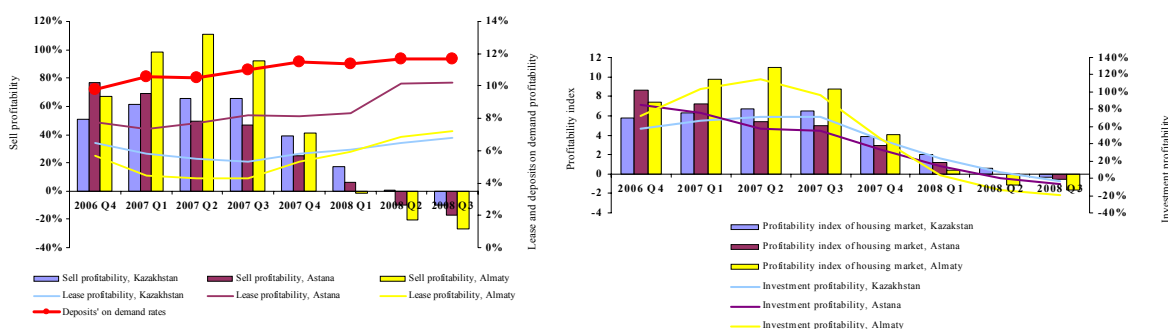 120%
100%
80%
60%
40%
20%
0%
-20%
-40%
Sell profitability
14%
12%
10%
8%
6%
4%
2%
0%
Lease and deposits on demand profitability
2006 Q4 2007 Q1 2007 Q2 2007 Q3 2007 Q4 2008 Q1 2008 Q2 2008 Q3
Sell profitability, Kazakhstan Sell profitability, Astana Sell profitability, Almaty
Lease profitability, Kazakhstan Lease profitability, Astana Lease profitability, Almaty
Deposits' on demand rates
12
10
8
6
4
2
0
-2
-4
Profitability index
140%
120%
100%
80%
60%
40%
20%
0%
-20%
-40%
Investment profitability
2006 Q4 2007 Q1 2007 Q2 2007 Q3 2007 Q4 2008 Q1 2008 Q2 2008 Q3
Profitability index of housing market, Kazakstan
Profitability index of housing market, Astana
Profitability index of housing market, Almaty
Investment profitability, Kazakhstan
Investment profitability, Astana
Investment profitability, Almaty